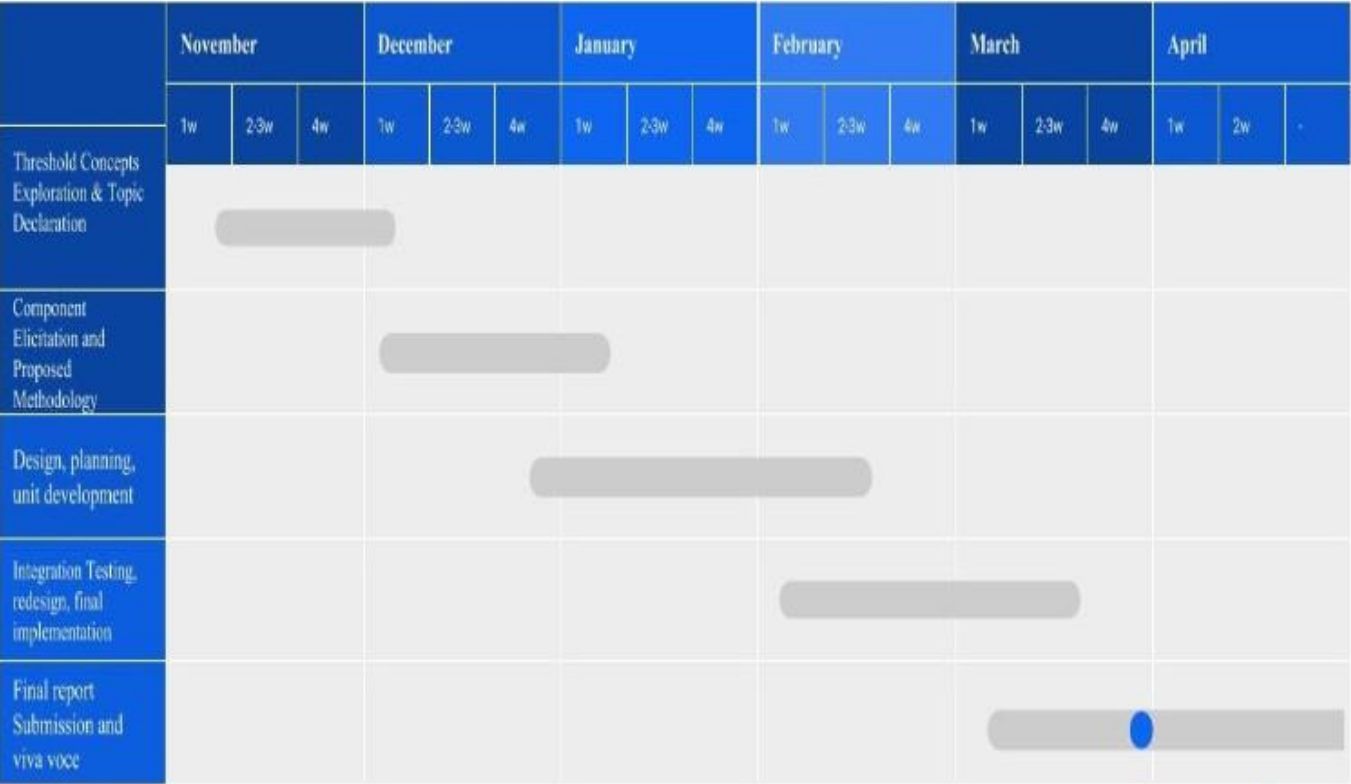 November December January February March April
1w 2-3w 4w 1w 2-3w 4w 1w 2-3w 4w 1w 2-3w 4w 1w 2-3w 4w 1w 2w -
Threshold Concepts
Exploration & Topic
Declaration
Component
Elicitation and
Proposed
Methodology
Design, planning,
unit development
Integration Testing,
redesign, final
implementation
Final report
Submission and
viva voce